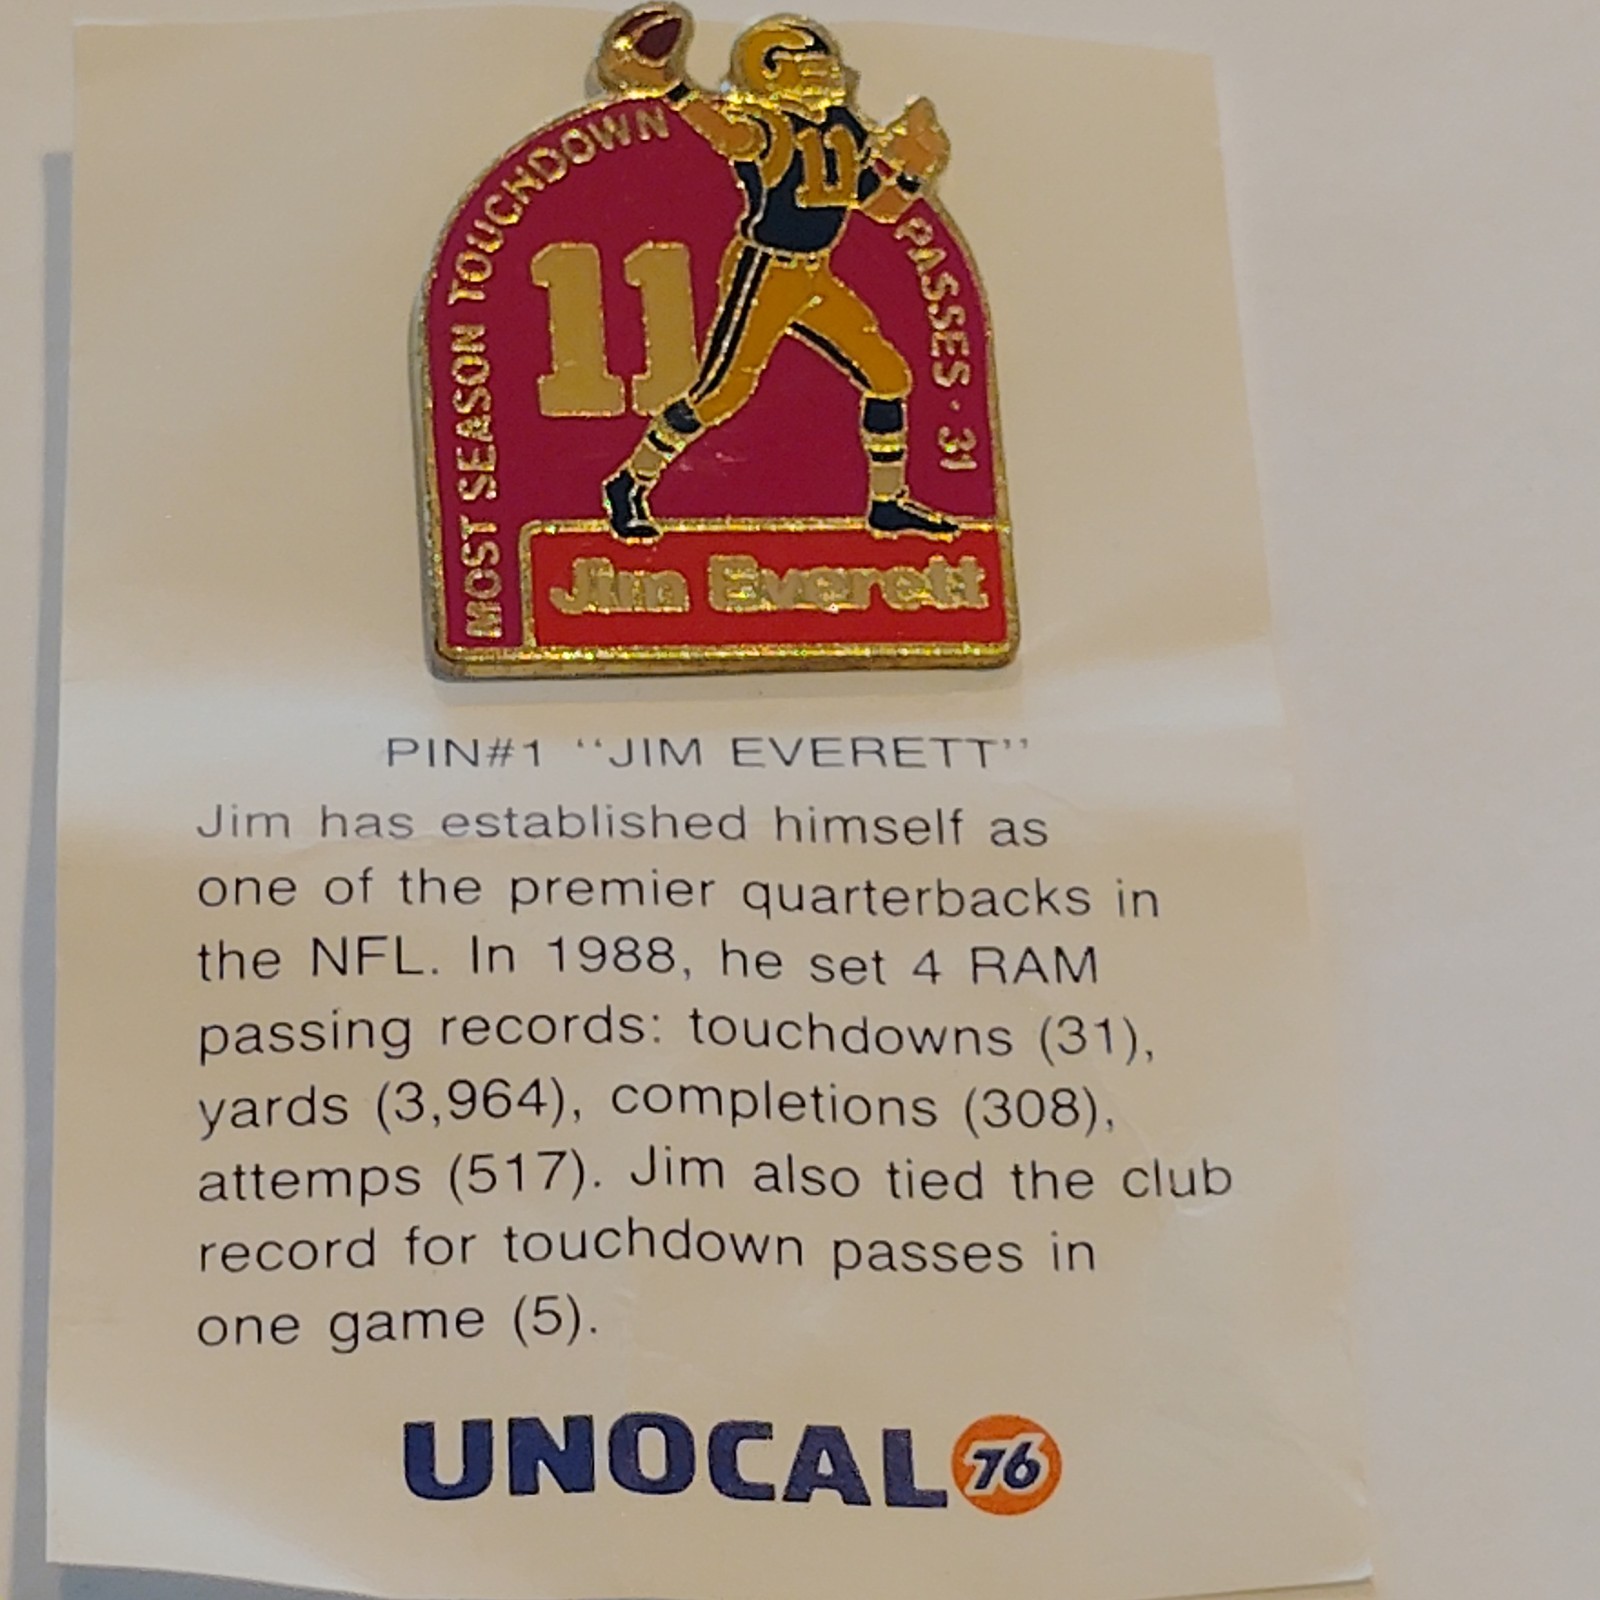 MOST SEASON TOUCHDOWN PASSES · 31
11
11
Jim Everett
PIN#1 "JIM EVERETT"
Jim has established himself as
one of the premier quarterbacks in
the NFL. In 1988, he set 4 RAM
passing records: touchdowns (31),
yards (3,964), completions (308),
attemps (517). Jim also tied the club
record for touchdown passes in
one game (5).
UNOCAL 76